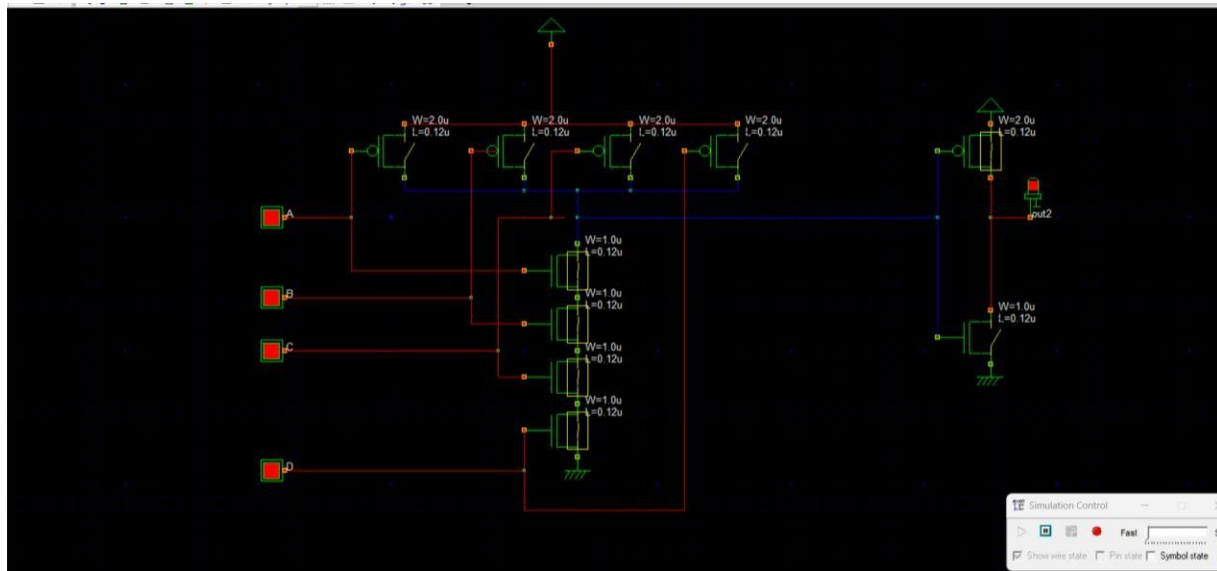 W=2.0u
L=0.12u
W=2.0u
L=0.12u
W=2.0u
L=0.12u
W=2.0u
L=0.12u
W=2.0u
L=0.12u
A
out2
W=1.0u
L=0.12u
B
W=1.0u
L=0.12u
W=1.0u
L=0.12u
C
W=1.0u
L=0.12u
W=1.0u
L=0.12u
D
Simulation Control
Fast
Show wire state
Pin state
Symbol state